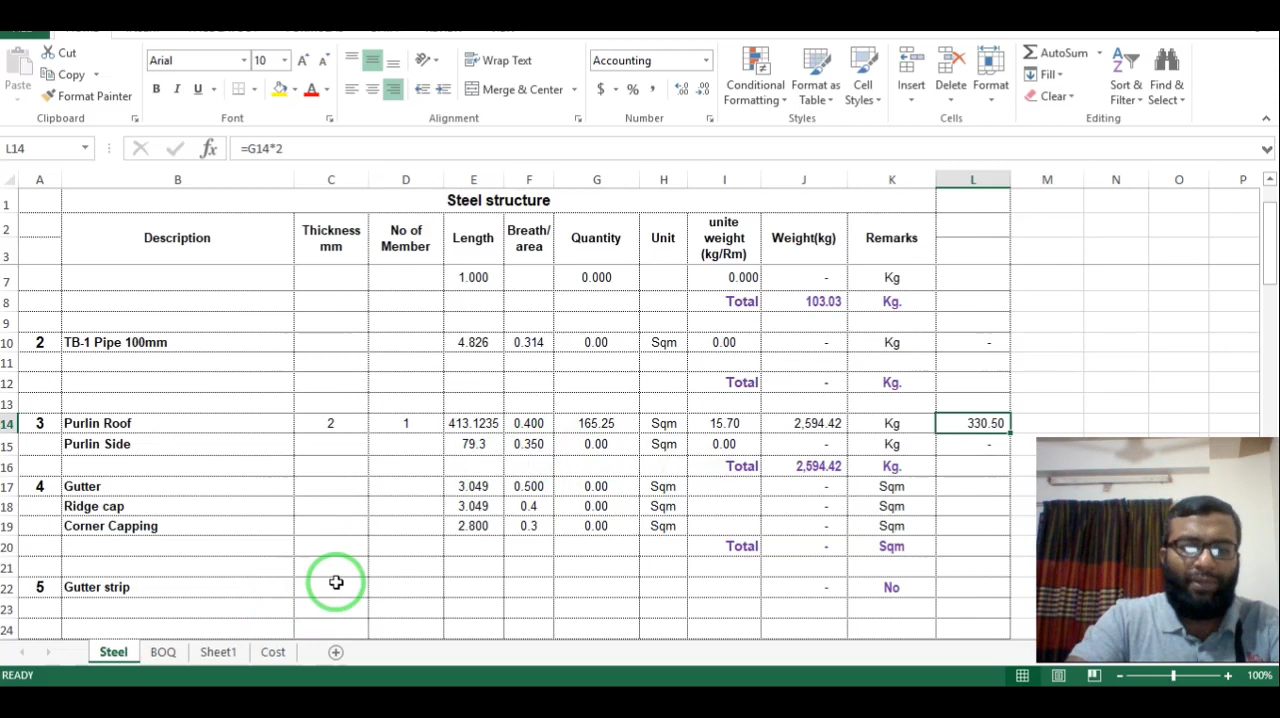 Cut
Copy
Paste
Format Painter
Clipboard
Arial 10
B I U
Font
Wrap Text
Merge & Center
Alignment
Accounting
$ % ,
Number
Conditional Formatting
Format as Table
Cell Styles
Styles
Insert Delete Format
Cells
AutoSum
Fill
Clear
Sort & Filter
Find & Select
Editing
L14 fx =G14*2
A B C D E F G H I J K L M N O P
1 Steel structure
2 3 Description Thickness mm No of Member Length Breath/ area Quantity Unit unite weight (kg/Rm) Weight(kg) Remarks
7 1.000 0.000 0.000 - Kg
8 Total 103.03 Kg.
9
10 2 TB-1 Pipe 100mm 4.826 0.314 0.00 Sqm 0.00 - Kg -
11
12 Total - Kg.
13
14 3 Purlin Roof 2 1 413.1235 0.400 165.25 Sqm 15.70 2,594.42 Kg 330.50
15 Purlin Side 79.3 0.350 0.00 Sqm 0.00 - Kg -
16 Total 2,594.42 Kg.
17 4 Gutter 3.049 0.500 0.00 Sqm - Sqm
18 Ridge cap 3.049 0.4 0.00 Sqm - Sqm
19 Corner Capping 2.800 0.3 0.00 Sqm - Sqm
20 Total - Sqm
21
22 5 Gutter strip - No
23
24
Steel BOQ Sheet1 Cost
READY 100%